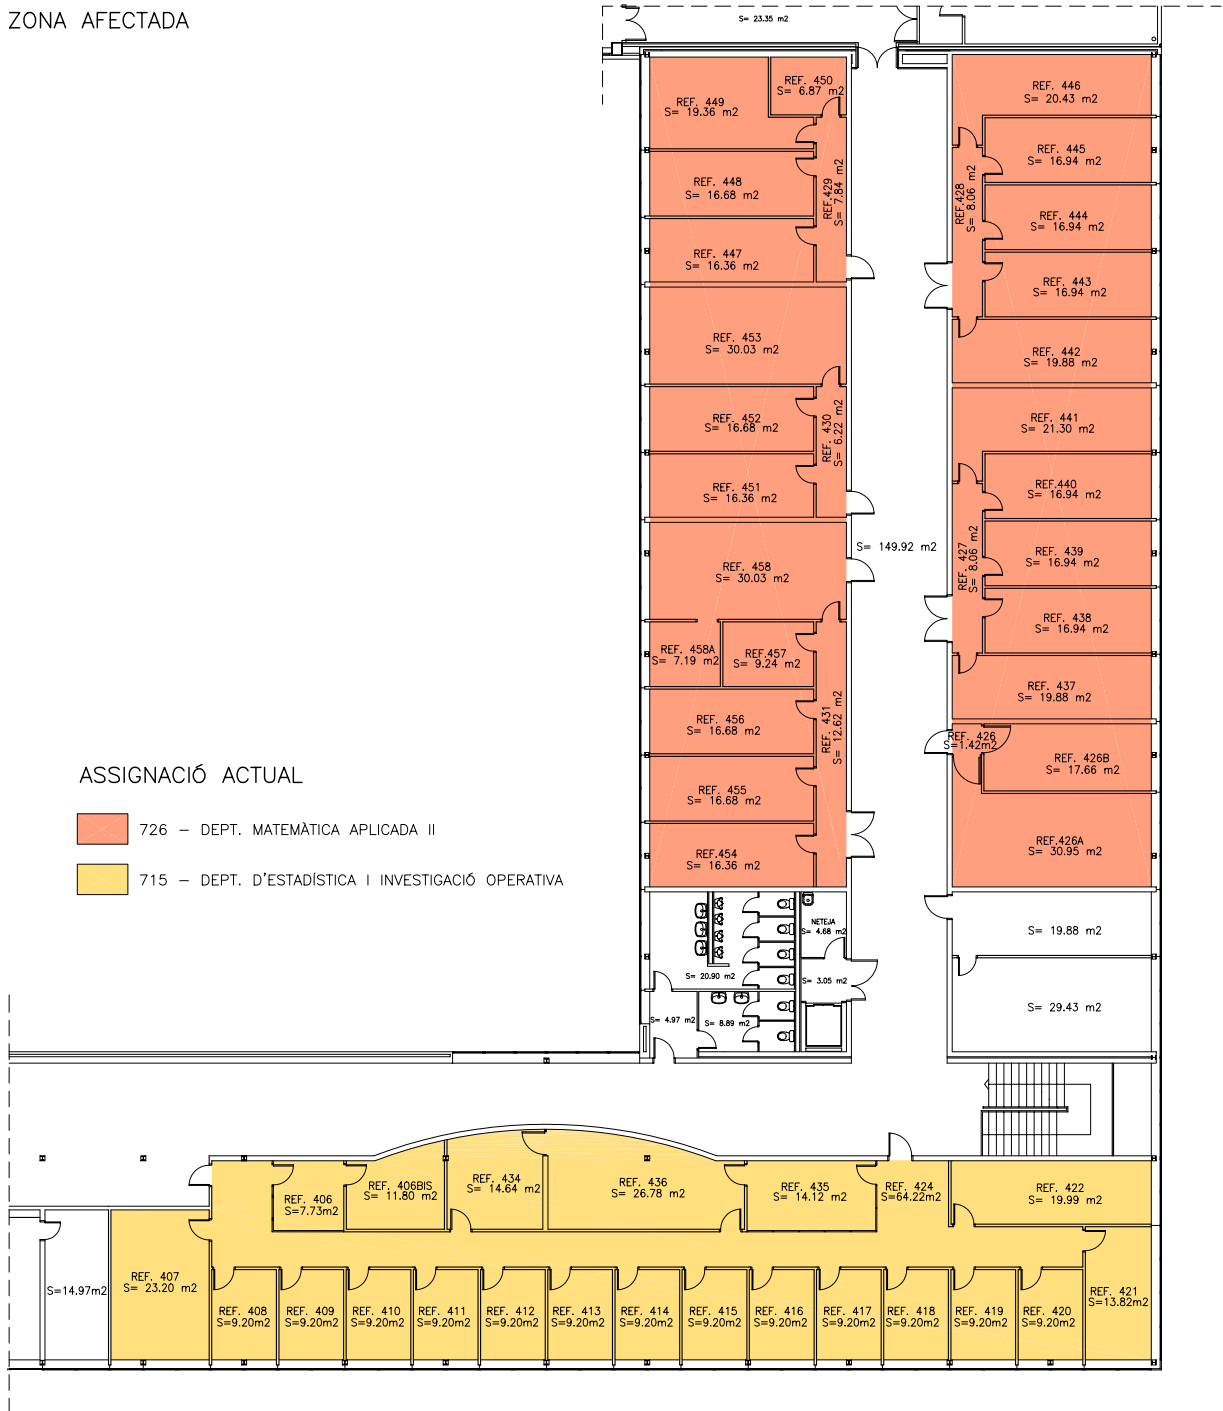 ZONA AFECTADA
S= 23.35 m2
REF. 450
S= 6.87 m2
REF. 449
S= 19.36 m2
REF. 448
S= 16.68 m2
REF.429
S= 7.84 m2
REF. 447
S= 16.36 m2
REF. 453
S= 30.03 m2
REF. 452
S= 16.68 m2
REF. 430
S= 6.22 m2
REF. 451
S= 16.36 m2
REF. 458
S= 30.03 m2
REF. 458A
S= 7.19 m2
REF.457
S= 9.24 m2
REF. 456
S= 16.68 m2
REF. 431
S= 12.62 m2
REF. 455
S= 16.68 m2
REF.454
S= 16.36 m2
S= 149.92 m2
REF. 446
S= 20.43 m2
REF. 445
S= 16.94 m2
REF.428
S= 8.06 m2
REF. 444
S= 16.94 m2
REF. 443
S= 16.94 m2
REF. 442
S= 19.88 m2
REF. 441
S= 21.30 m2
REF.440
S= 16.94 m2
REF. 427
S= 8.06 m2
REF. 439
S= 16.94 m2
REF. 438
S= 16.94 m2
REF. 437
S= 19.88 m2
REF. 426
S=1.42m2
REF. 426B
S= 17.66 m2
REF.426A
S= 30.95 m2
S= 19.88 m2
S= 29.43 m2
ASSIGNACIÓ ACTUAL
726 – DEPT. MATEMÀTICA APLICADA II
715 – DEPT. D'ESTADÍSTICA I INVESTIGACIÓ OPERATIVA
NETEJA
S= 4.68 m2
S= 20.90 m2
S= 3.05 m2
S= 4.97 m2
S= 8.89 m2
REF. 406
S=7.73m2
REF. 406BIS
S= 11.80 m2
REF. 434
S= 14.64 m2
REF. 436
S= 26.78 m2
REF. 435
S= 14.12 m2
REF. 424
S=64.22m2
REF. 422
S= 19.99 m2
S=14.97m2
REF. 407
S= 23.20 m2
REF. 408
S=9.20m2
REF. 409
S=9.20m2
REF. 410
S=9.20m2
REF. 411
S=9.20m2
REF. 412
S=9.20m2
REF. 413
S=9.20m2
REF. 414
S=9.20m2
REF. 415
S=9.20m2
REF. 416
S=9.20m2
REF. 417
S=9.20m2
REF. 418
S=9.20m2
REF. 419
S=9.20m2
REF. 420
S=9.20m2
REF. 421
S=13.82m2